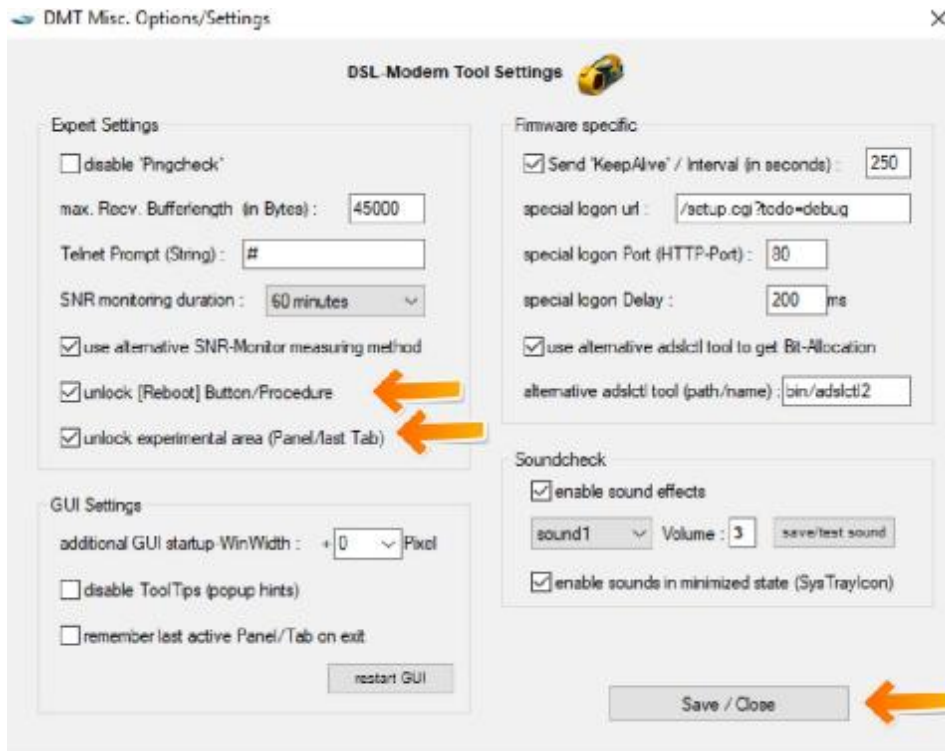 DMT Misc. Options/Settings
DSL-Modem Tool Settings
Expert Settings
disable 'Pingcheck'
max. Recv. Bufferlength (in Bytes) : 45000
Telnet Prompt (String) : #
SNR monitoring duration : 60 minutes
use alternative SNR-Monitor measuring method
unlock [Reboot] Button/Procedure
unlock experimental area (Panel/last Tab)
GUI Settings
additional GUI startup-WinWidth : + 0 Pixel
disable ToolTips (popup hints)
remember last active Panel/Tab on exit
restart GUI
Firmware specific
Send 'KeepAlive' / Interval (in seconds) : 250
special logon url : /setup.cgi?todo=debug
special logon Port (HTTP-Port) : 80
special logon Delay : 200 ms
use alternative adslctl tool to get Bit-Allocation
alternative adslctl tool (path/name) : bin/adslctl2
Soundcheck
enable sound effects
sound1 Volume : 3 save/test sound
enable sounds in minimized state (SysTrayIcon)
Save / Close